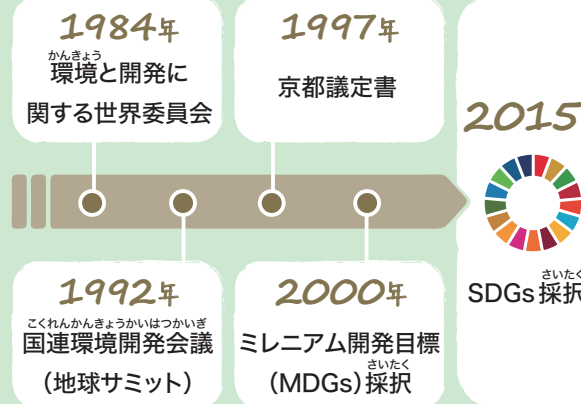 1984年
かんきょう
環境と開発に
関する世界委員会
1992年
こくれんかんきょうかいはつかいぎ
国連環境開発会議
（地球サミット）
1997年
京都議定書
2000年
ミレニアム開発目標
さいたく
（MDGs）採択
2015
さいたく
SDGs 採択